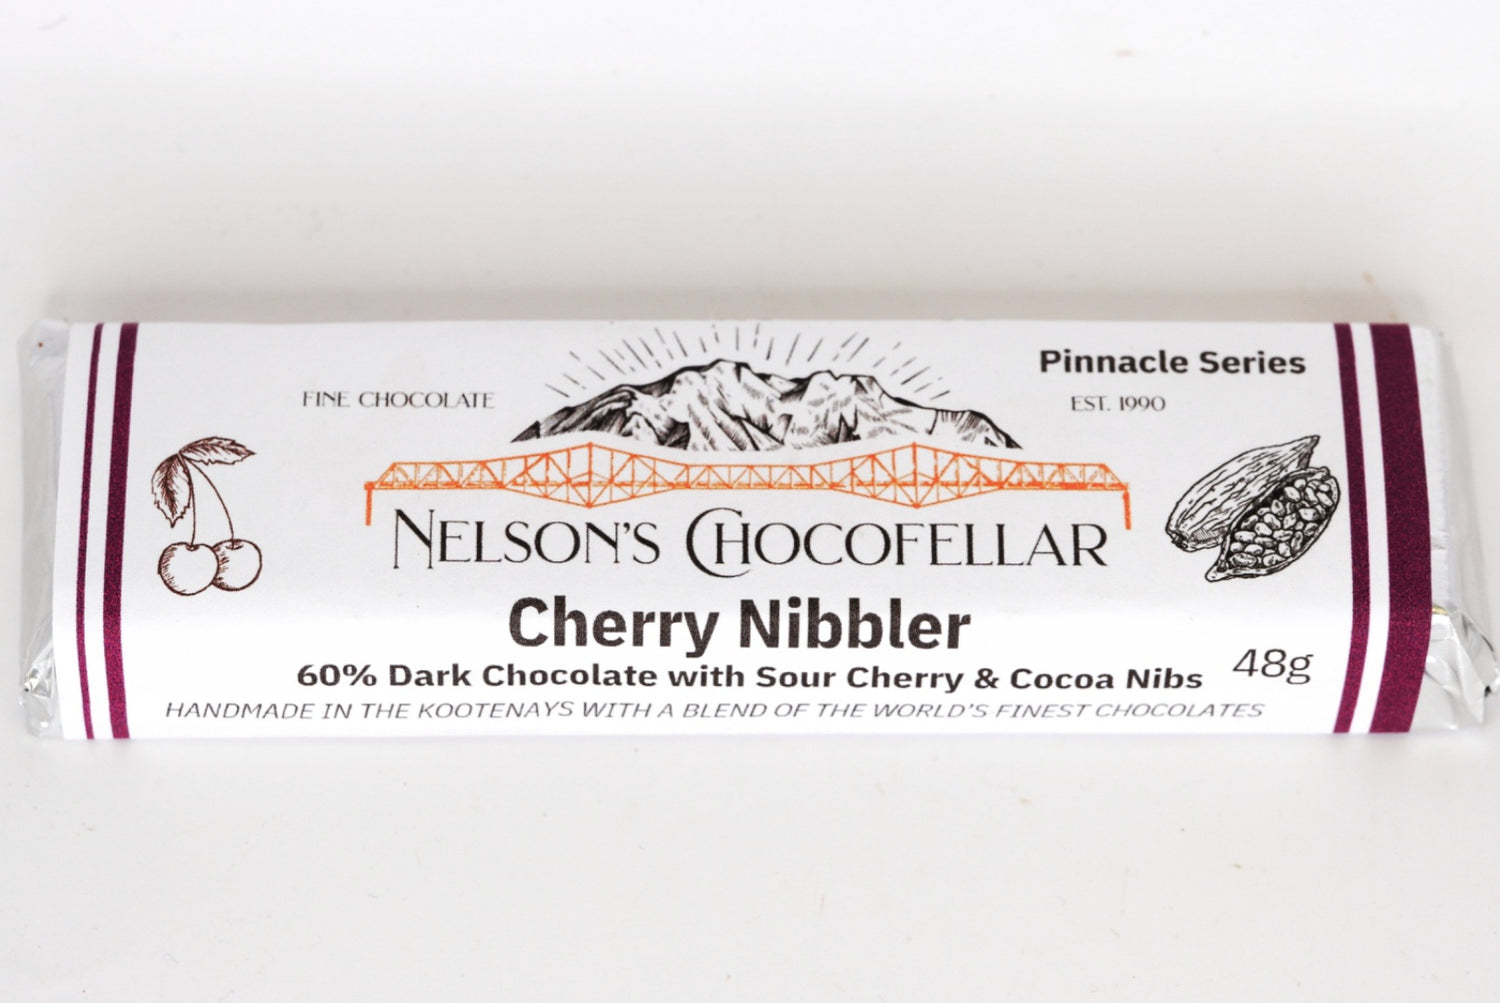 Pinnacle Series
FINE CHOCOLATE
EST. 1990
NELSON'S CHOCOFELLAR
Cherry Nibbler
60% Dark Chocolate with Sour Cherry & Cocoa Nibs
48g
HANDMADE IN THE KOOTENAYS WITH A BLEND OF THE WORLD'S FINEST CHOCOLATES